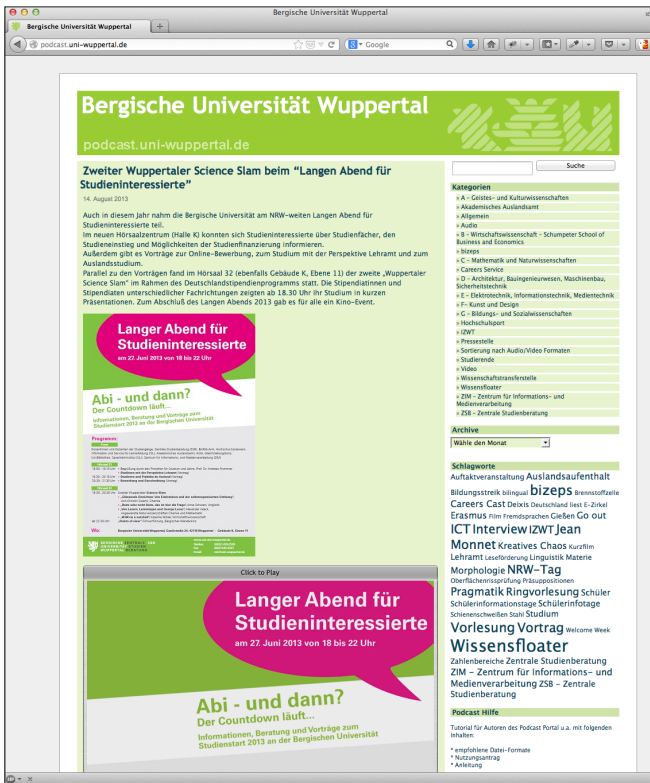 Bergische Universität Wuppertal
Bergische Universität Wuppertal
podcast.uni-wuppertal.de
Google
Bergische Universität Wuppertal
podcast.uni-wuppertal.de
Zweiter Wuppertaler Science Slam beim “Langen Abend für
Studieninteressierte”
14. August 2013
Auch in diesem Jahr nahm die Bergische Universität am NRW-weiten Langen Abend für
Studieninteressierte teil.
Im neuen Hörsaalzentrum (Halle K) konnten sich Studieninteressierte über Studienfächer, den
Studieneinstieg und Möglichkeiten der Studienfinanzierung informieren.
Außerdem gibt es Vorträge zur Online-Bewerbung, zum Studium mit der Perspektive Lehramt und zum
Auslandsstudium.
Parallel zu den Vorträgen fand im Hörsaal 32 (ebenfalls Gebäude K, Ebene 11) der zweite „Wuppertaler
Science Slam" im Rahmen des Deutschlandstipendienprogramms statt. Die Stipendiatinnen und
Stipendiaten unterschiedlicher Fachrichtungen zeigten ab 18.30 Uhr ihr Studium in kurzen
Präsentationen. Zum Abschluß des Langen Abends 2013 gab es für alle ein Kino-Event.
Langer Abend für
Studieninteressierte
am 27. Juni 2013 von 18 bis 22 Uhr
Abi - und dann?
Der Countdown läuft...
Informationen, Beratung und Vorträge zum
Studienstart 2013 an der Bergischen Universität
Programm:
Wo:
Click to Play
Langer Abend für
Studieninteressierte
am 27. Juni 2013 von 18 bis 22 Uhr
Abi - und dann?
Der Countdown läuft...
Informationen, Beratung und Vorträge zum
Studienstart 2013 an der Bergischen Universität
Suche
Kategorien
» A – Geistes- und Kulturwissenschaften
» Akademisches Auslandsamt
» Allgemein
» Audio
» B – Wirtschaftswissenschaft – Schumpeter School of
Business and Economics
» bizeps
» C – Mathematik und Naturwissenschaften
» Careers Service
» D – Architektur, Bauingenieurwesen, Maschinenbau,
Sicherheitstechnik
» E – Elektrotechnik, Informationstechnik, Medientechnik
» F- Kunst und Design
» G – Bildungs- und Sozialwissenschaften
» Hochschulsport
» IZWT
» Pressestelle
» Sortierung nach Audio/Video Formaten
» Studierende
» Video
» Wissenschaftstransferstelle
» Wissensfloater
» ZIM – Zentrum für Informations- und
Medienverarbeitung
» ZSB – Zentrale Studienberatung
Archive
Wähle den Monat
Schlagworte
Auftaktveranstaltung Auslandsaufenthalt
Bildungsstreik bilingual bizeps Brennstoffzelle
Careers Cast Deixis Deutschland liest E-Zirkel
Erasmus Film Fremdsprachen Gießen Go out
ICT Interview IZWT Jean
Monnet Kreatives Chaos Kurzfilm
Lehramt Leseförderung Linguistik Materie
Morphologie NRW-Tag
Oberflächenrissprüfung Präsuppositionen
Pragmatik Ringvorlesung Schüler
Schülerinformationstage Schülerinfotage
Schienenschweißen Stahl Studium
Vorlesung Vortrag Welcome Week
Wissensfloater
Zahlenbereiche Zentrale Studienberatung
ZIM – Zentrum für Informations- und
Medienverarbeitung ZSB – Zentrale
Studienberatung
Podcast Hilfe
Tutorial für Autoren des Podcast Portal u.a. mit folgenden
Inhalten:
* empfohlene Datei-Formate
* Nutzungsantrag
* Anleitung